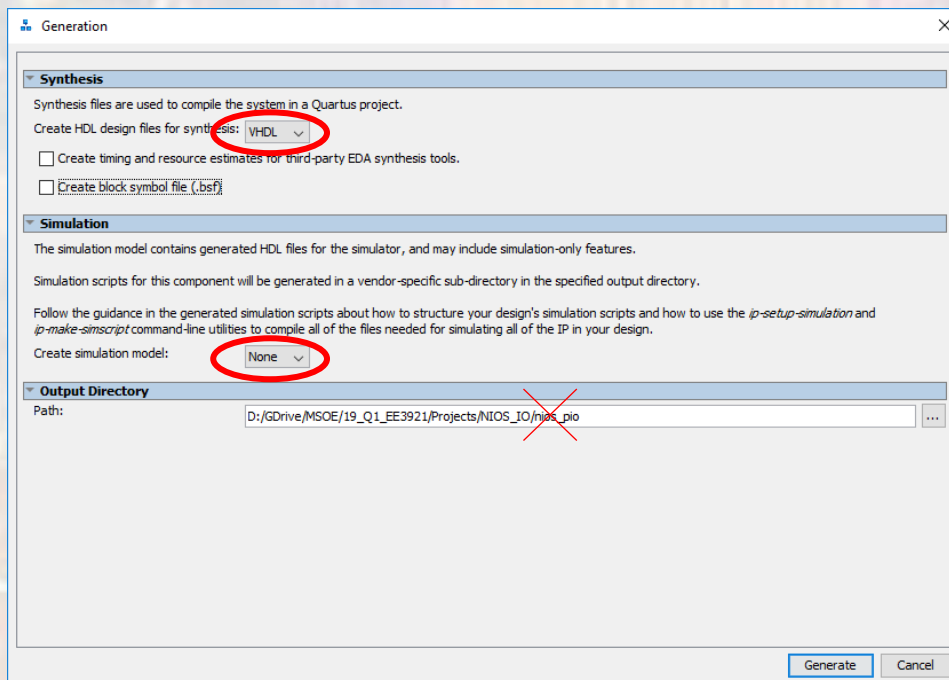 Generation
Synthesis
Synthesis files are used to compile the system in a Quartus project.
Create HDL design files for synthesis: VHDL
Create timing and resource estimates for third-party EDA synthesis tools.
Create block symbol file (.bsf)
Simulation
The simulation model contains generated HDL files for the simulator, and may include simulation-only features.
Simulation scripts for this component will be generated in a vendor-specific sub-directory in the specified output directory.
Follow the guidance in the generated simulation scripts about how to structure your design's simulation scripts and how to use the ip-setup-simulation and
ip-make-simscript command-line utilities to compile all of the files needed for simulating all of the IP in your design.
Create simulation model: None
Output Directory
Path: D:/GDrive/MSOE/19_Q1_EE3921/Projects/NIOS_IO/nios_pio ...
Generate Cancel